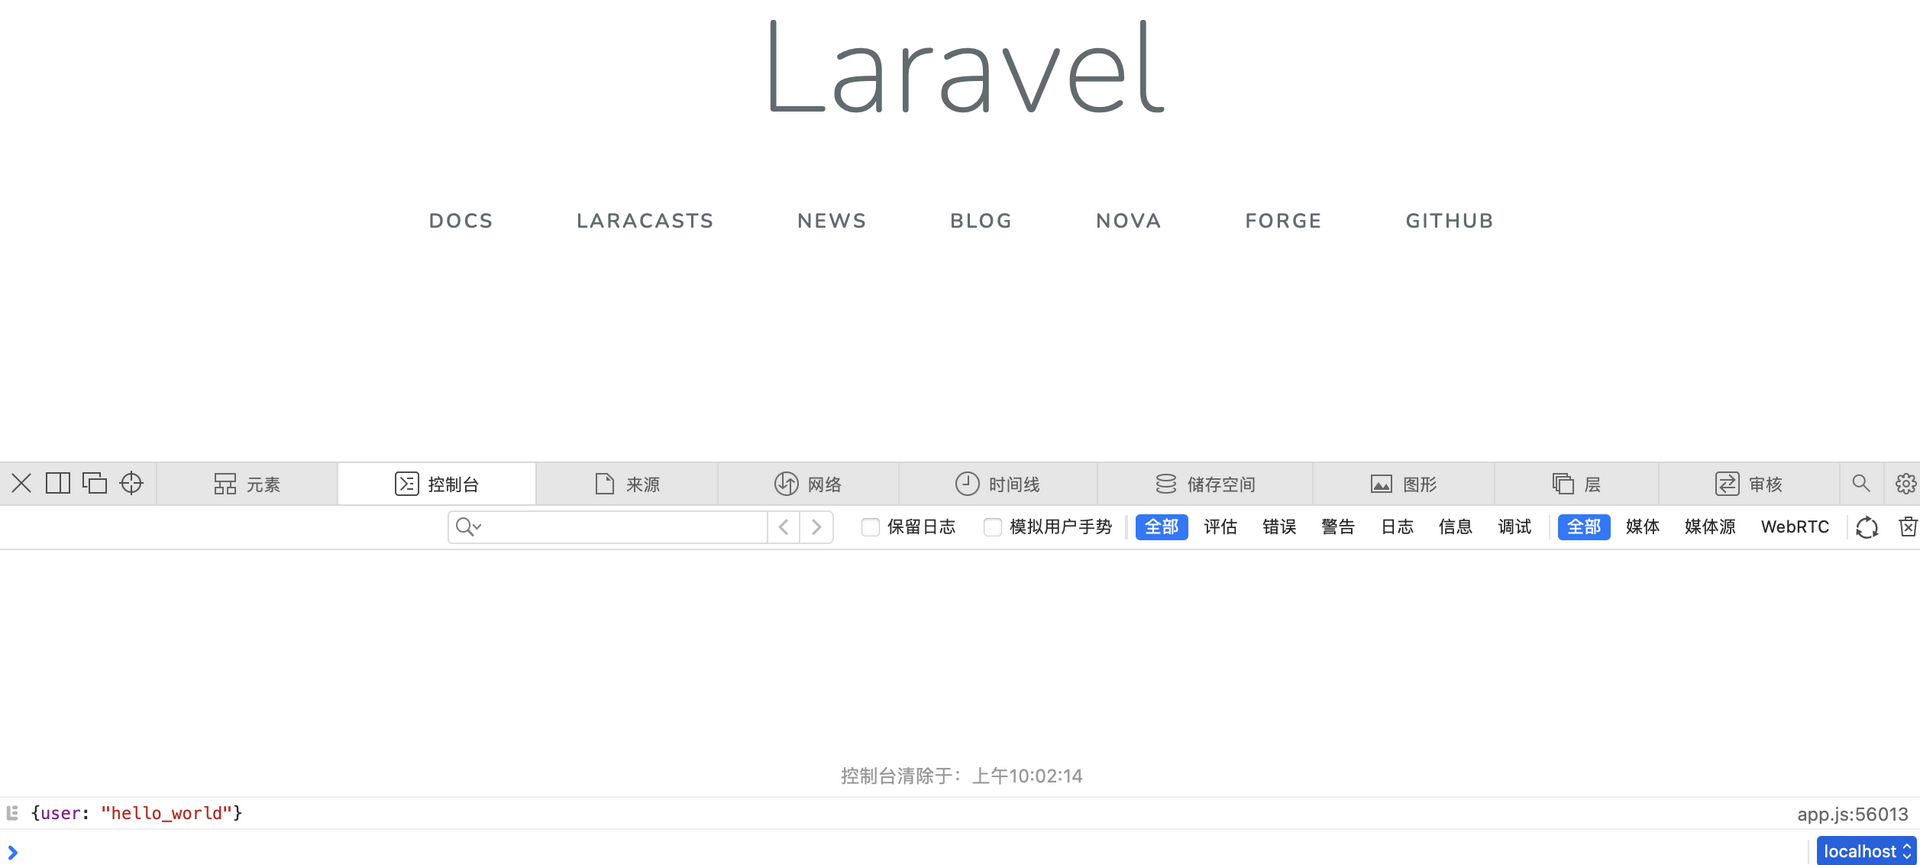 Laravel
DOCS LARACASTS NEWS BLOG NOVA FORGE GITHUB
元素 控制台 来源 网络 时间线 储存空间 图形 层 审核
保留日志 模拟用户手势 全部 评估 错误 警告 日志 信息 调试 全部 媒体 媒体源 WebRTC
控制台清除于：上午10:02:14
{user: "hello_world"} app.js:56013
localhost